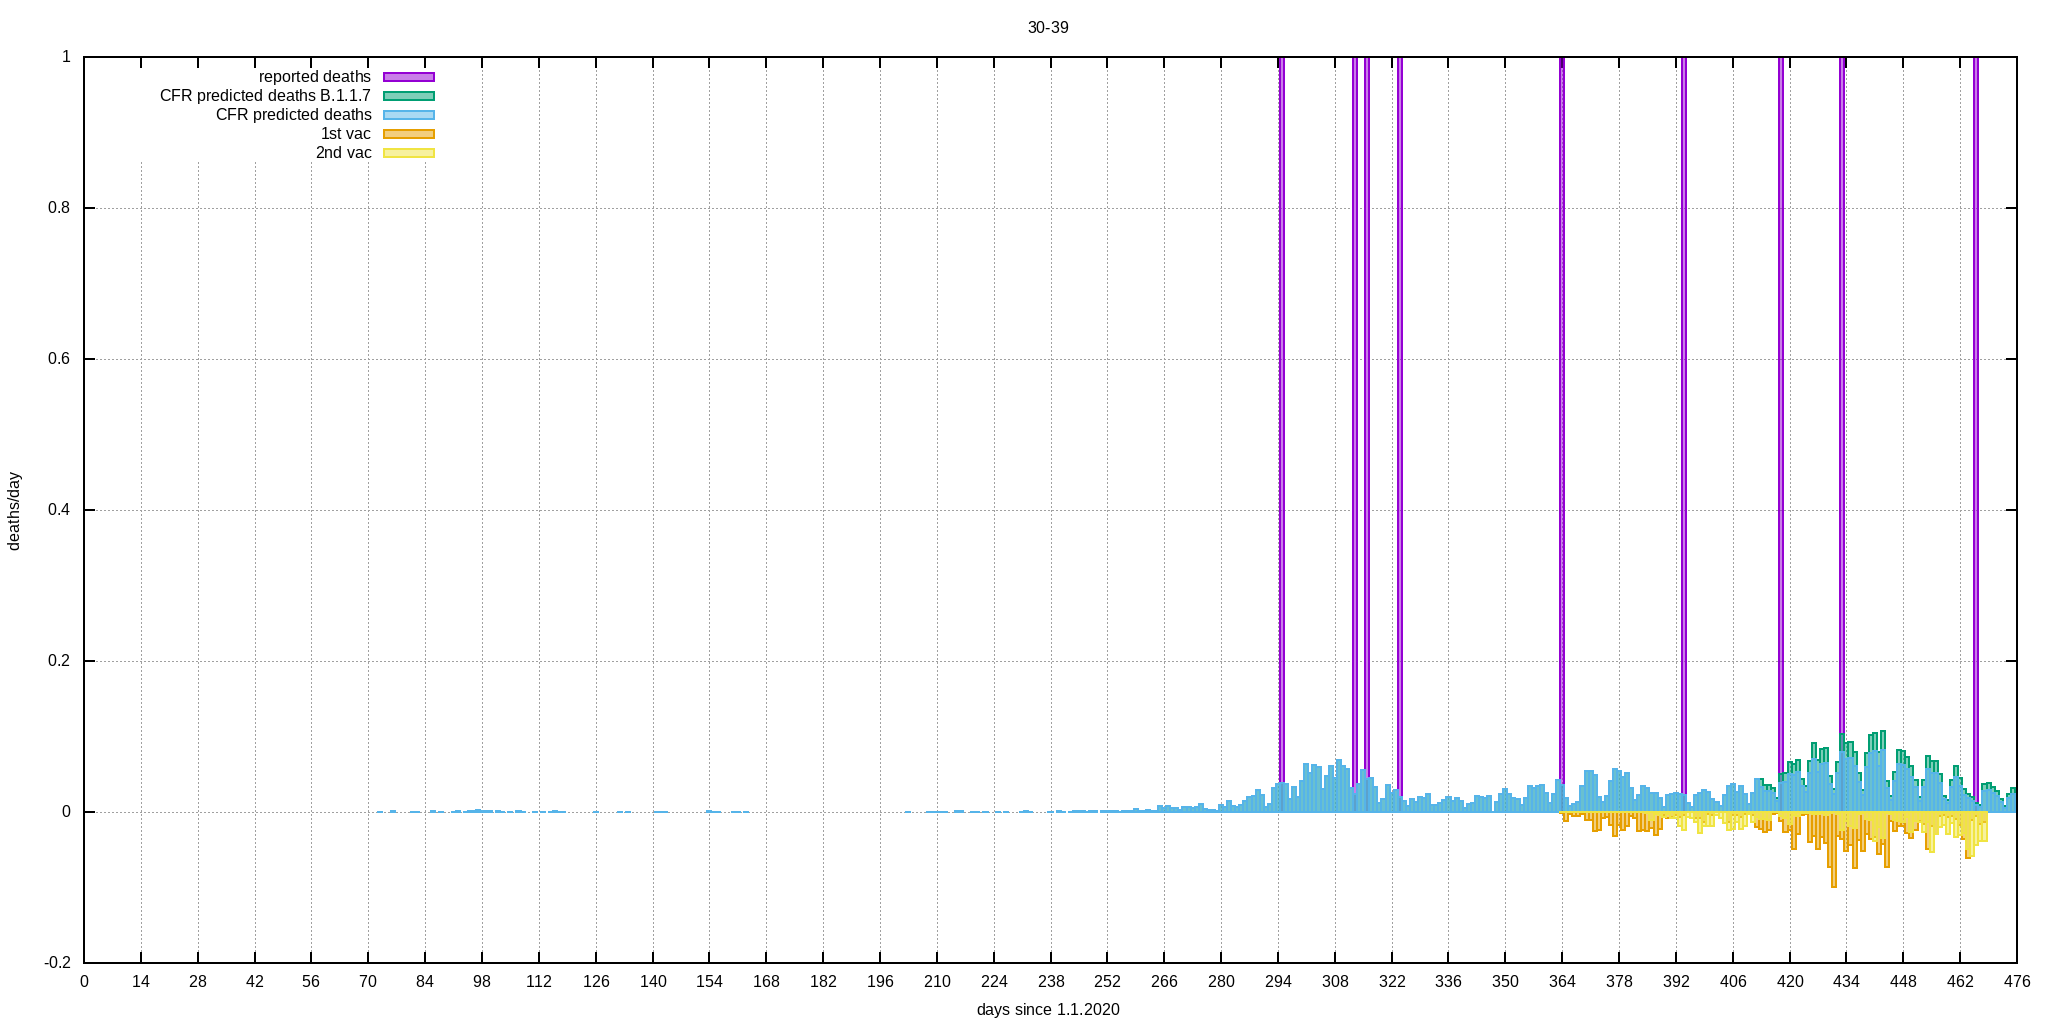 30-39
1
reported deaths
CFR predicted deaths B.1.1.7
CFR predicted deaths
1st vac
2nd vac
0.8
0.6
deaths/day
0.4
0.2
0
-0.2
0 14 28 42 56 70 84 98 112 126 140 154 168 182 196 210 224 238 252 266 280 294 308 322 336 350 364 378 392 406 420 434 448 462 476
days since 1.1.2020